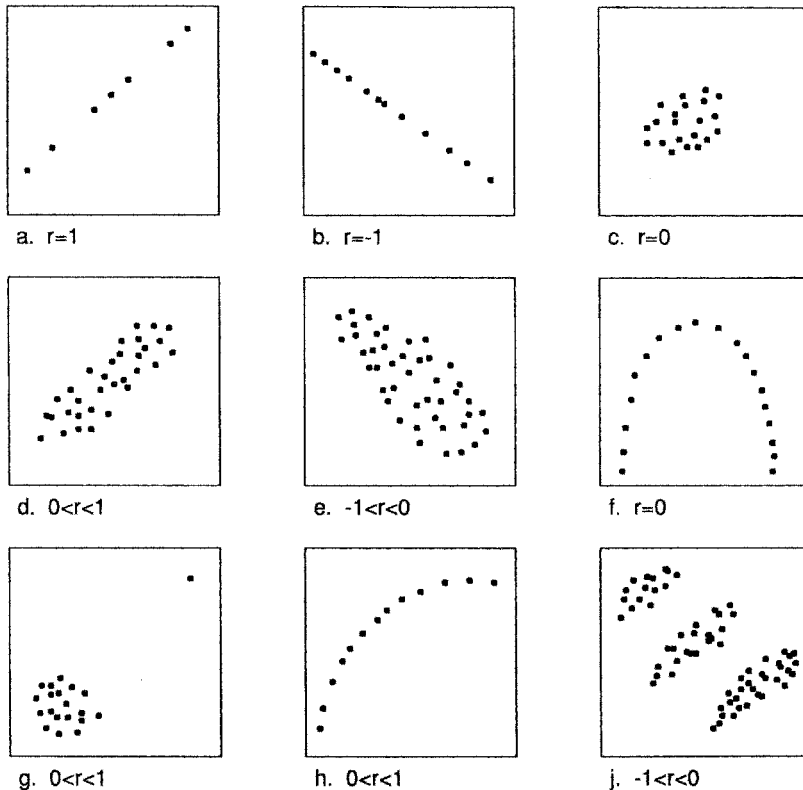 a. r=1
b. r=-1
c. r=0
d. 0<r<1
e. -1<r<0
f. r=0
g. 0<r<1
h. 0<r<1
j. -1<r<0